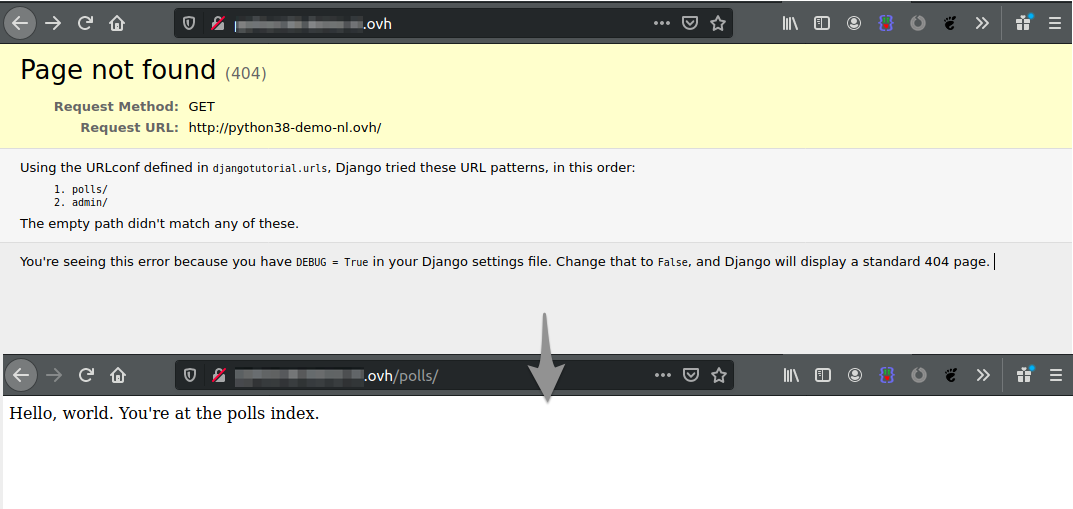 .ovh
Page not found (404)
Request Method: GET
Request URL: http://python38-demo-nl.ovh/
Using the URLconf defined in djangotutorial.urls, Django tried these URL patterns, in this order:
1. polls/
2. admin/
The empty path didn't match any of these.
You're seeing this error because you have DEBUG = True in your Django settings file. Change that to False, and Django will display a standard 404 page.
.ovh/polls/
Hello, world. You're at the polls index.